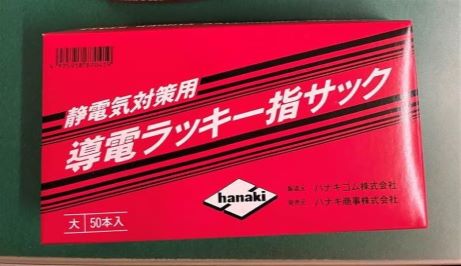 静電気対策用
導電ラッキー指サック
hanaki
製造元 ハナキゴム株式会社
発売元 ハナキ商事株式会社
大 50本入